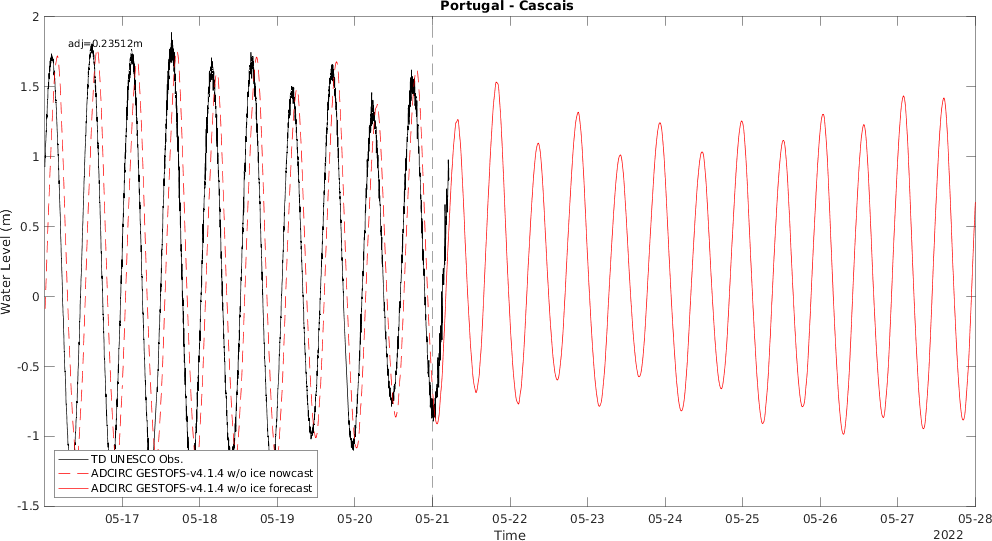 Portugal - Cascais
2
adj=0.23512m
1.5
1
0.5
0
-0.5
-1
-1.5
Water Level (m)
TD UNESCO Obs.
ADCIRC GESTOFS-v4.1.4 w/o ice nowcast
ADCIRC GESTOFS-v4.1.4 w/o ice forecast
05-17 05-18 05-19 05-20 05-21 05-22 05-23 05-24 05-25 05-26 05-27 05-28
Time
2022